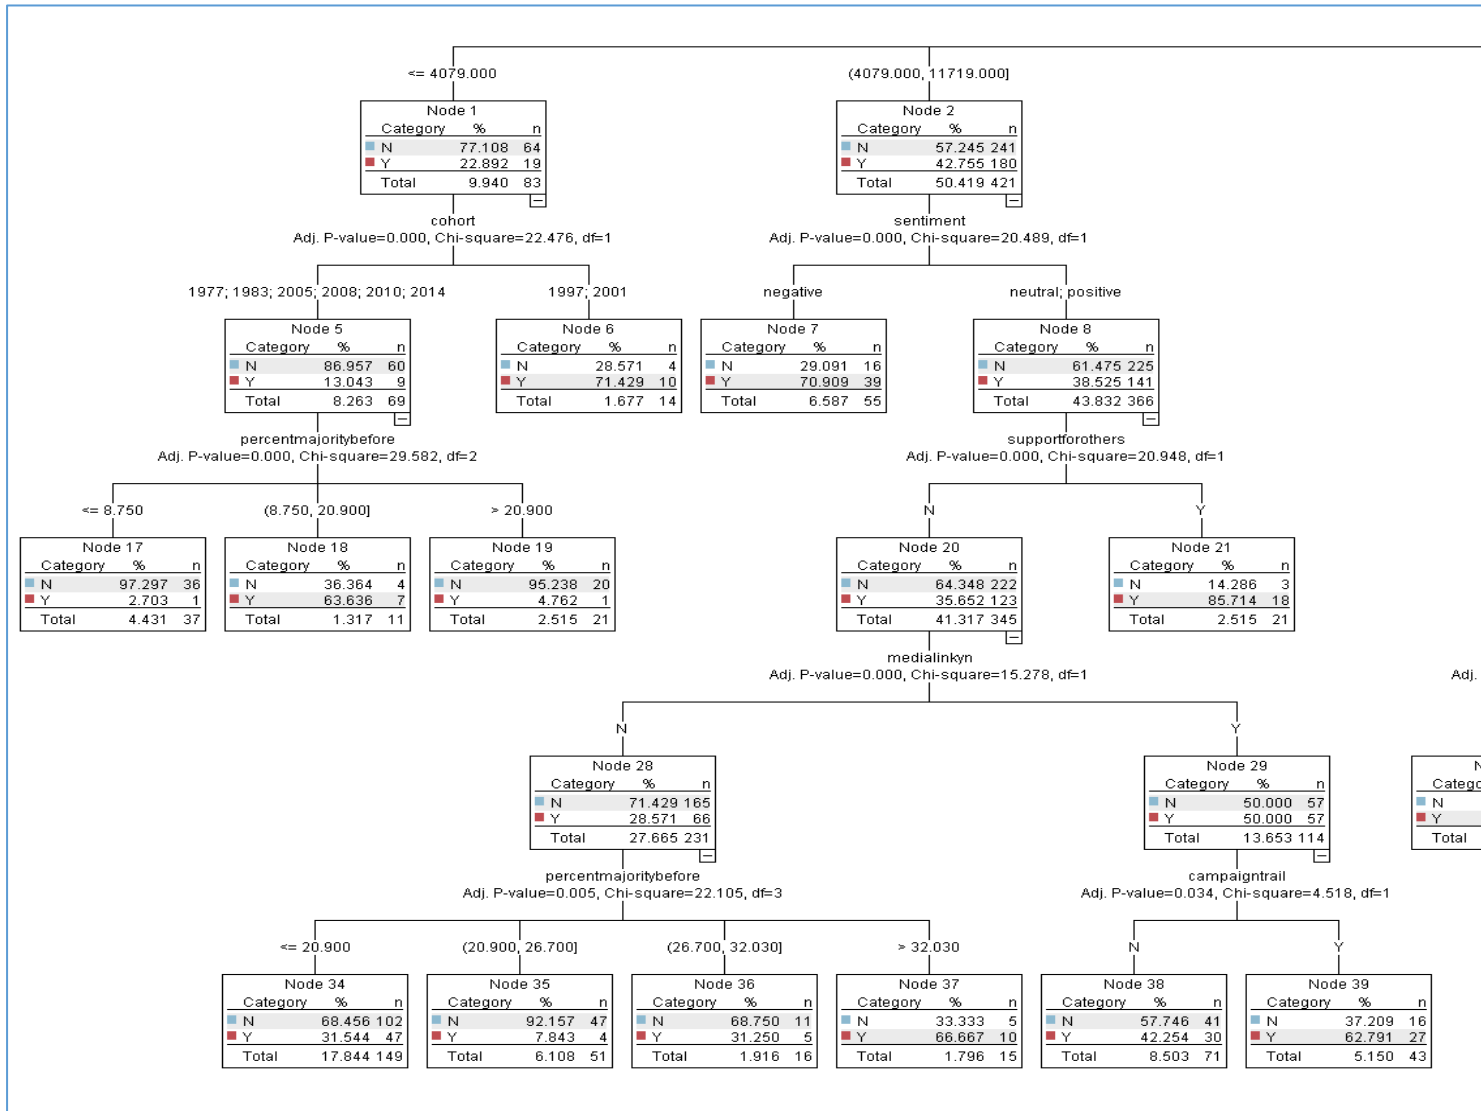 <= 4079.000
(4079.000, 11719.000]
Node 1
Category % n
N 77.108 64
Y 22.892 19
Total 9.940 83
Node 2
Category % n
N 57.245 241
Y 42.755 180
Total 50.419 421
cohort
Adj. P-value=0.000, Chi-square=22.476, df=1
sentiment
Adj. P-value=0.000, Chi-square=20.489, df=1
1977; 1983; 2005; 2008; 2010; 2014
1997; 2001
negative
neutral; positive
Node 5
Category % n
N 86.957 60
Y 13.043 9
Total 8.263 69
Node 6
Category % n
N 28.571 4
Y 71.429 10
Total 1.677 14
Node 7
Category % n
N 29.091 16
Y 70.909 39
Total 6.587 55
Node 8
Category % n
N 61.475 225
Y 38.525 141
Total 43.832 366
percentmajoritybefore
Adj. P-value=0.000, Chi-square=29.582, df=2
supportforothers
Adj. P-value=0.000, Chi-square=20.948, df=1
<= 8.750
(8.750, 20.900]
> 20.900
N
Y
Node 17
Category % n
N 97.297 36
Y 2.703 1
Total 4.431 37
Node 18
Category % n
N 36.364 4
Y 63.636 7
Total 1.317 11
Node 19
Category % n
N 95.238 20
Y 4.762 1
Total 2.515 21
Node 20
Category % n
N 64.348 222
Y 35.652 123
Total 41.317 345
Node 21
Category % n
N 14.286 3
Y 85.714 18
Total 2.515 21
medialinkyn
Adj. P-value=0.000, Chi-square=15.278, df=1
Adj.
N
Y
Node 28
Category % n
N 71.429 165
Y 28.571 66
Total 27.665 231
Node 29
Category % n
N 50.000 57
Y 50.000 57
Total 13.653 114
N
Catego
N
Y
Total
percentmajoritybefore
Adj. P-value=0.005, Chi-square=22.105, df=3
campaigntrail
Adj. P-value=0.034, Chi-square=4.518, df=1
<= 20.900
(20.900, 26.700]
(26.700, 32.030]
> 32.030
N
Y
Node 34
Category % n
N 68.456 102
Y 31.544 47
Total 17.844 149
Node 35
Category % n
N 92.157 47
Y 7.843 4
Total 6.108 51
Node 36
Category % n
N 68.750 11
Y 31.250 5
Total 1.916 16
Node 37
Category % n
N 33.333 5
Y 66.667 10
Total 1.796 15
Node 38
Category % n
N 57.746 41
Y 42.254 30
Total 8.503 71
Node 39
Category % n
N 37.209 16
Y 62.791 27
Total 5.150 43